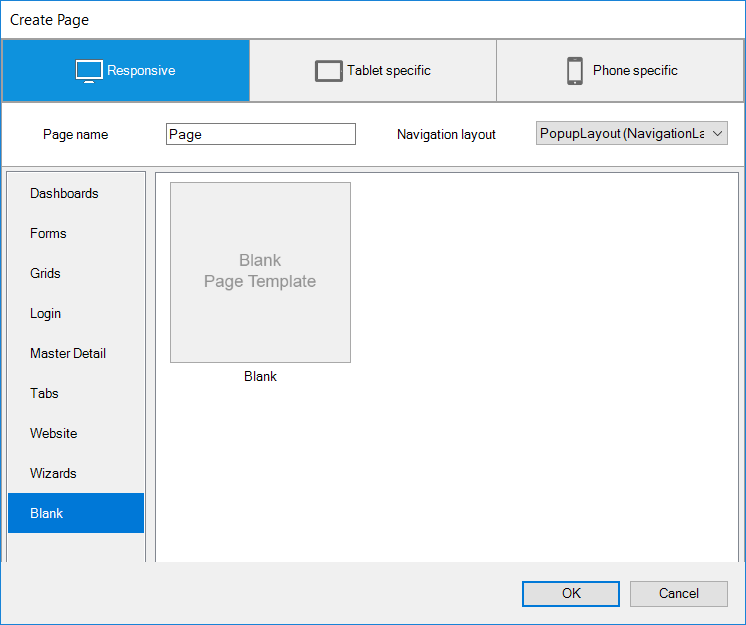 Create Page
Responsive
Tablet specific
Phone specific
Page name
Page
Navigation layout
PopupLayout (NavigationLa
Dashboards
Forms
Grids
Login
Master Detail
Tabs
Website
Wizards
Blank
Blank
Page Template
Blank
OK
Cancel